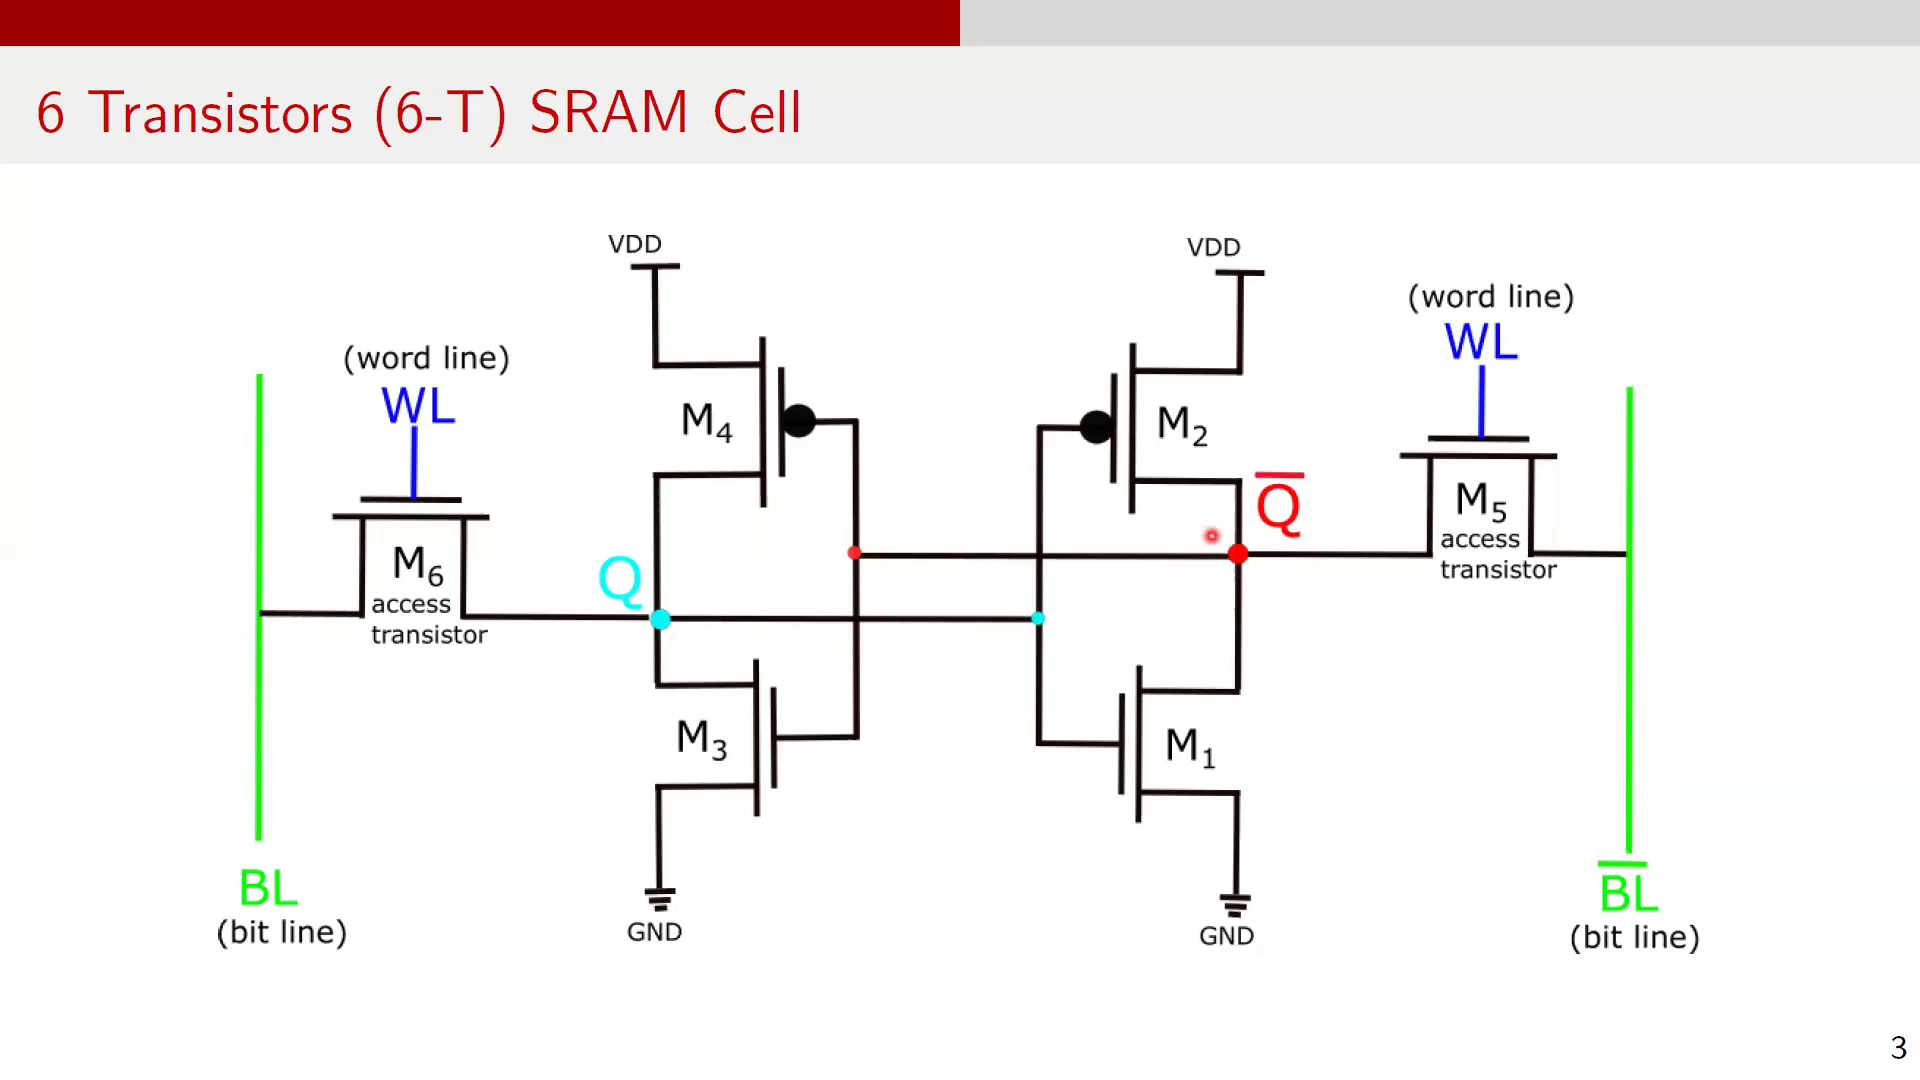 6 Transistors (6-T) SRAM Cell
VDD
VDD
(word line)
WL
(word line)
WL
M4
M2
Q̅
M5
access
transistor
M6
access
transistor
Q
M3
M1
BL
(bit line)
GND
GND
B̅L̅
(bit line)
3